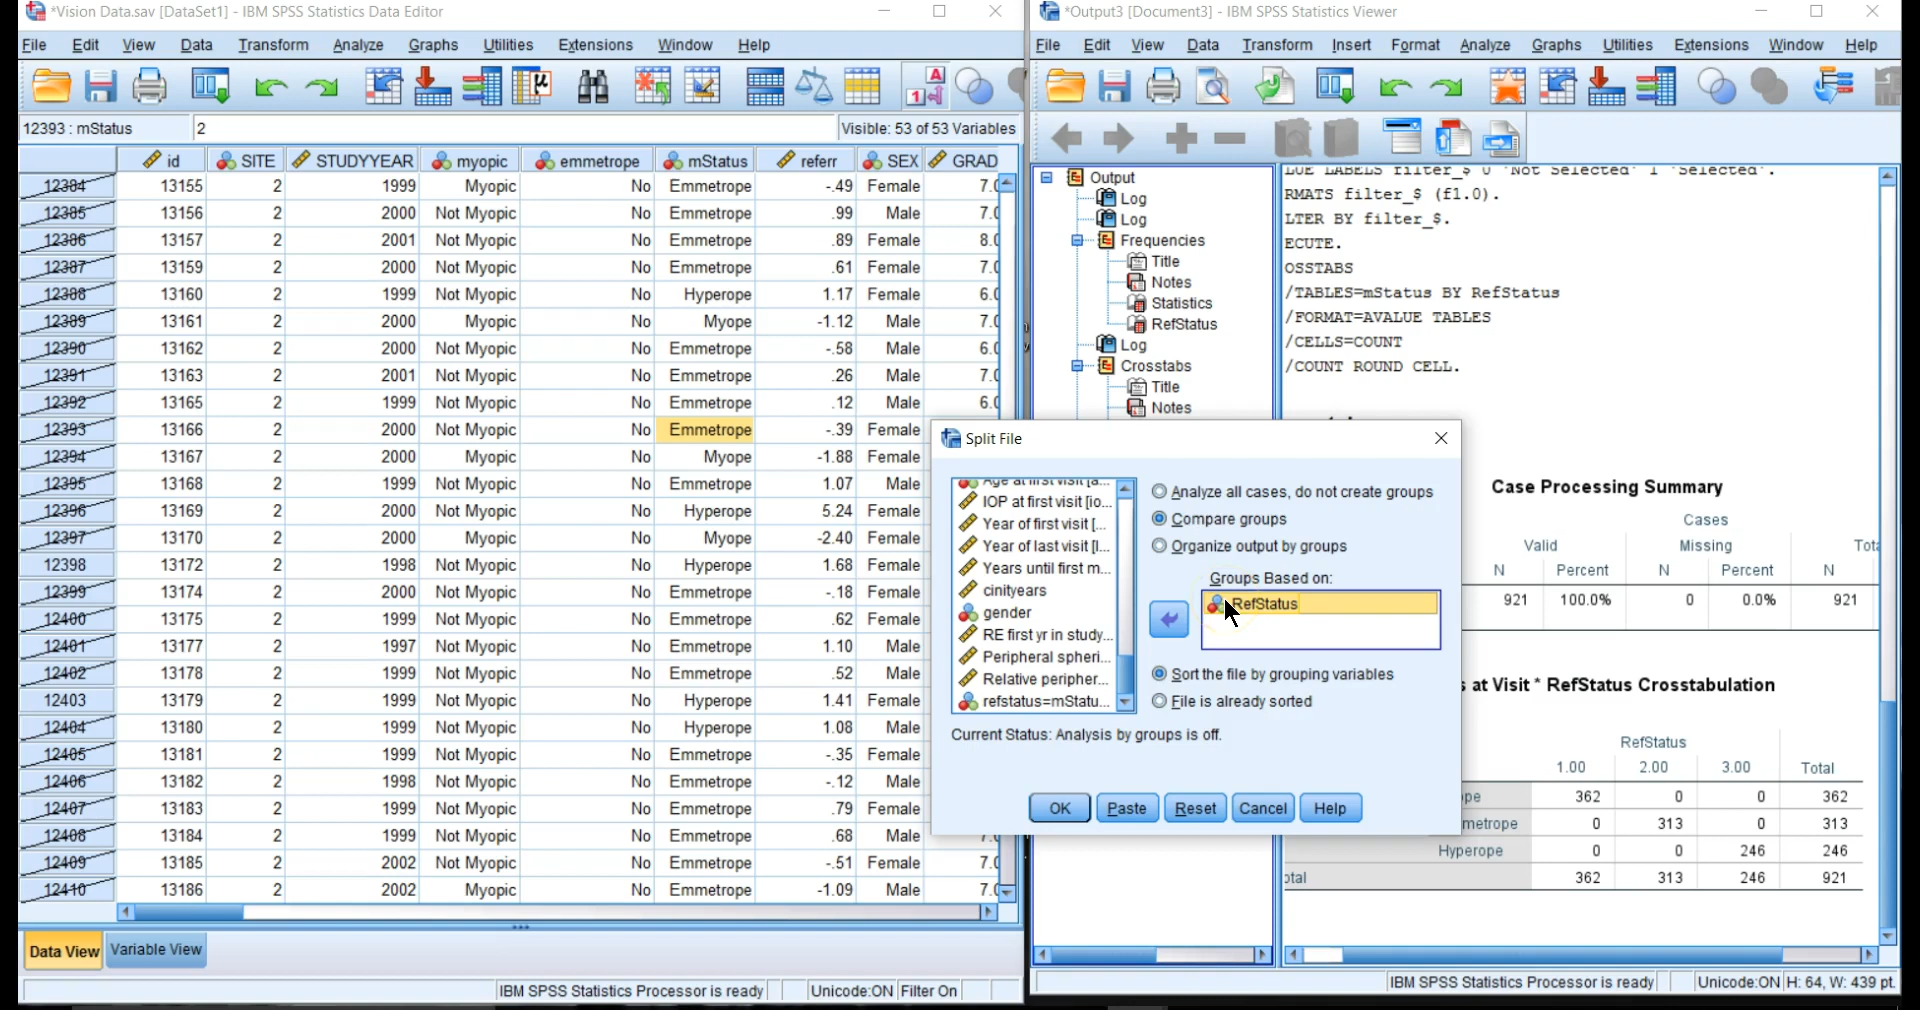 *Vision Data.sav [DataSet1] - IBM SPSS Statistics Data Editor
File Edit View Data Transform Analyze Graphs Utilities Extensions Window Help
12393 : mStatus 2 Visible: 53 of 53 Variables
id SITE STUDYYEAR myopic emmetrope mStatus referr SEX GRAD
12384 13155 2 1999 Myopic No Emmetrope -.49 Female 7.0
12385 13156 2 2000 Not Myopic No Emmetrope .99 Male 7.0
12386 13157 2 2001 Not Myopic No Emmetrope .89 Female 8.0
12387 13159 2 2000 Not Myopic No Emmetrope .61 Female 7.0
12388 13160 2 1999 Not Myopic No Hyperope 1.17 Female 6.0
12389 13161 2 2000 Myopic No Myope -1.12 Male 7.0
12390 13162 2 2000 Not Myopic No Emmetrope -.58 Male 6.0
12391 13163 2 2001 Not Myopic No Emmetrope .26 Male 7.0
12392 13165 2 1999 Not Myopic No Emmetrope .12 Male 6.0
12393 13166 2 2000 Not Myopic No Emmetrope -.39 Female
12394 13167 2 2000 Myopic No Myope -1.88 Female
12395 13168 2 1999 Not Myopic No Emmetrope 1.07 Male
12396 13169 2 2000 Not Myopic No Hyperope 5.24 Female
12397 13170 2 2000 Myopic No Myope -2.40 Female
12398 13172 2 1998 Not Myopic No Hyperope 1.68 Female
12399 13174 2 2000 Not Myopic No Emmetrope -.18 Female
12400 13175 2 1999 Not Myopic No Emmetrope .62 Female
12401 13177 2 1997 Not Myopic No Emmetrope 1.10 Male
12402 13178 2 1999 Not Myopic No Emmetrope .52 Male
12403 13179 2 1999 Not Myopic No Hyperope 1.41 Female
12404 13180 2 1999 Not Myopic No Hyperope 1.08 Male
12405 13181 2 1999 Not Myopic No Emmetrope -.35 Female
12406 13182 2 1998 Not Myopic No Emmetrope -.12 Male
12407 13183 2 1999 Not Myopic No Emmetrope .79 Female
12408 13184 2 1999 Not Myopic No Emmetrope .68 Male 7.0
12409 13185 2 2002 Not Myopic No Emmetrope -.51 Female 7.0
12410 13186 2 2002 Myopic No Emmetrope -1.09 Male 7.0
Data View Variable View
IBM SPSS Statistics Processor is ready Unicode:ON Filter On
*Output3 [Document3] - IBM SPSS Statistics Viewer
File Edit View Data Transform Insert Format Analyze Graphs Utilities Extensions Window Help
Output
Log
Log
Frequencies
Title
Notes
Statistics
RefStatus
Log
Crosstabs
Title
Notes
LUE LABELS filter_$ 0 'Not Selected' 1 'Selected'.
RMATS filter_$ (f1.0).
LTER BY filter_$.
ECUTE.
OSSTABS
/TABLES=mStatus BY RefStatus
/FORMAT=AVALUE TABLES
/CELLS=COUNT
/COUNT ROUND CELL.
Case Processing Summary
Cases
Valid Missing Tota
N Percent N Percent N
921 100.0% 0 0.0% 921
s at Visit * RefStatus Crosstabulation
RefStatus
1.00 2.00 3.00 Total
ope 362 0 0 362
metrope 0 313 0 313
Hyperope 0 0 246 246
otal 362 313 246 921
Split File
Age at first visit [a...
IOP at first visit [io...
Year of first visit [...
Year of last visit [l...
Years until first m...
cinityears
gender
RE first yr in study...
Peripheral spheri...
Relative peripher...
refstatus=mStatu...
Analyze all cases, do not create groups
Compare groups
Organize output by groups
Groups Based on:
RefStatus
Sort the file by grouping variables
File is already sorted
Current Status: Analysis by groups is off.
OK Paste Reset Cancel Help
IBM SPSS Statistics Processor is ready Unicode:ON H: 64, W: 439 pt.